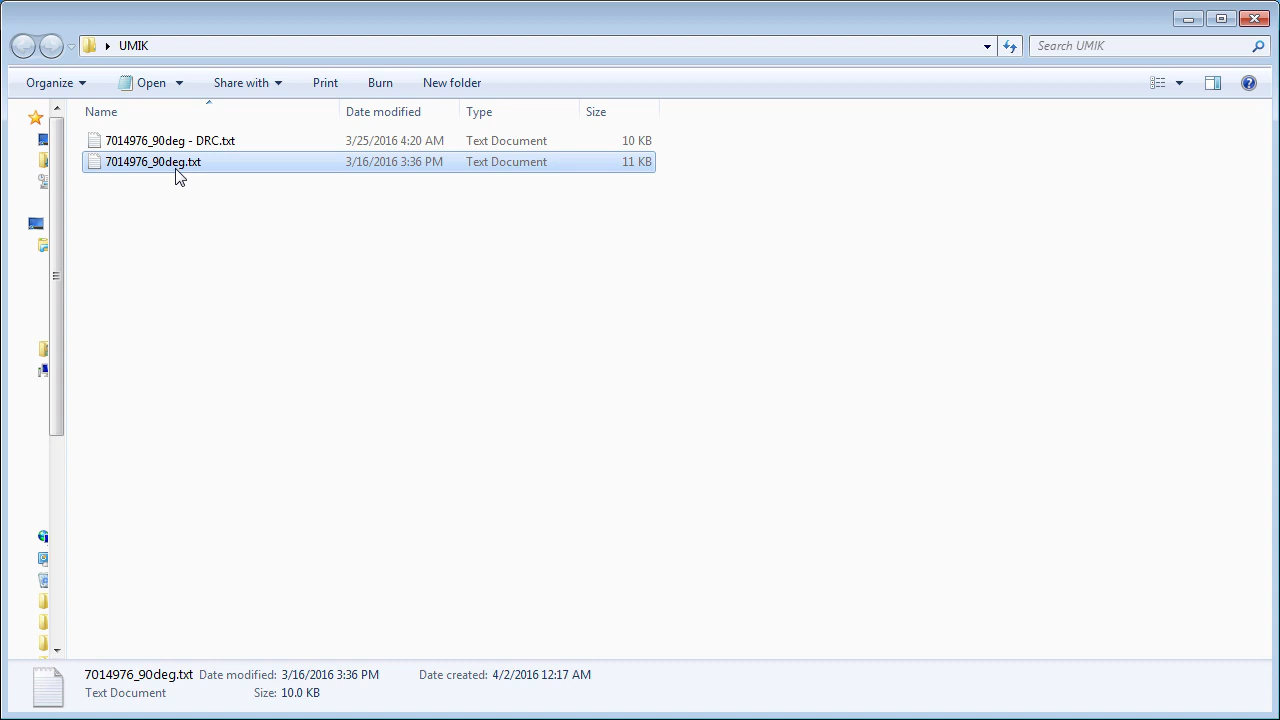 UMIK
Search UMIK
Organize Open Share with Print Burn New folder
Name Date modified Type Size
7014976_90deg - DRC.txt 3/25/2016 4:20 AM Text Document 10 KB
7014976_90deg.txt 3/16/2016 3:36 PM Text Document 11 KB
7014976_90deg.txt Date modified: 3/16/2016 3:36 PM Date created: 4/2/2016 12:17 AM
Text Document Size: 10.0 KB